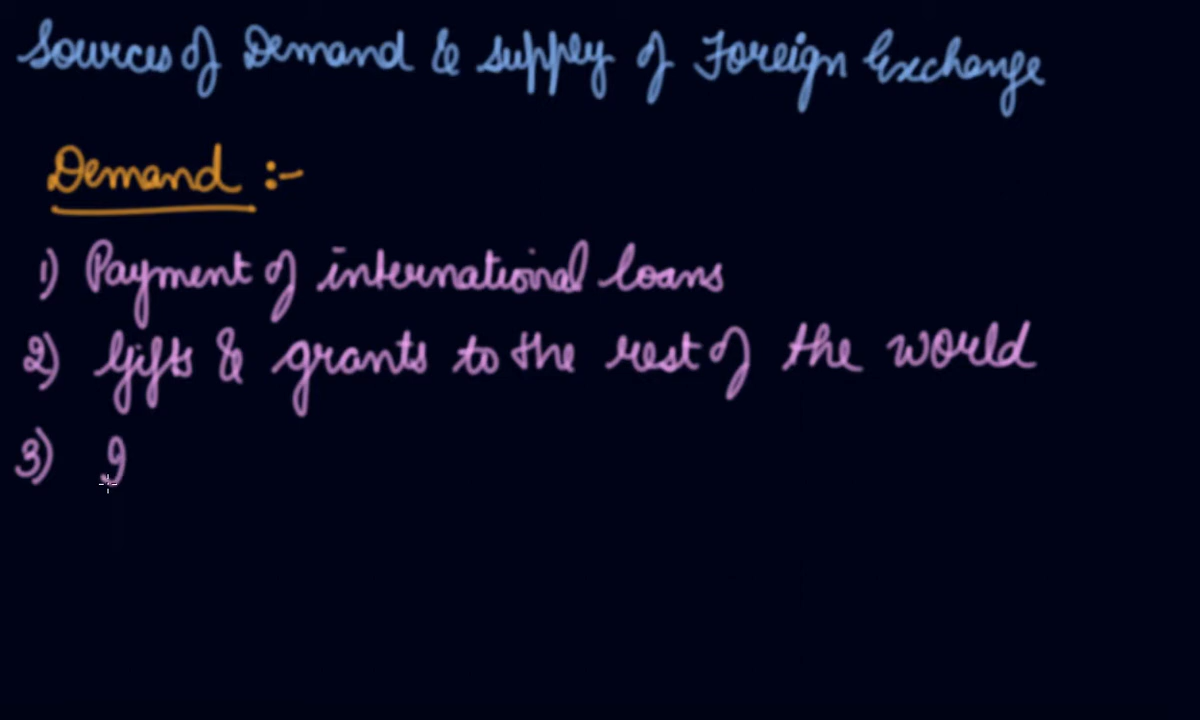 Sources of Demand & supply of Foreign Exchange
Demand :-
1) Payment of international loans
2) Gifts & grants to the rest of the world
3)